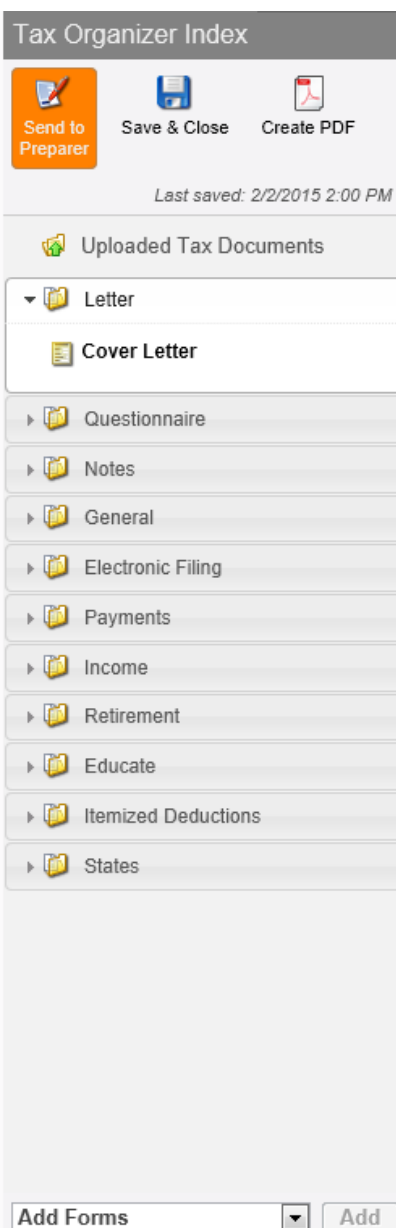 Tax Organizer Index
Send to Preparer
Save & Close
Create PDF
Last saved: 2/2/2015 2:00 PM
Uploaded Tax Documents
Letter
Cover Letter
Questionnaire
Notes
General
Electronic Filing
Payments
Income
Retirement
Educate
Itemized Deductions
States
Add Forms
Add